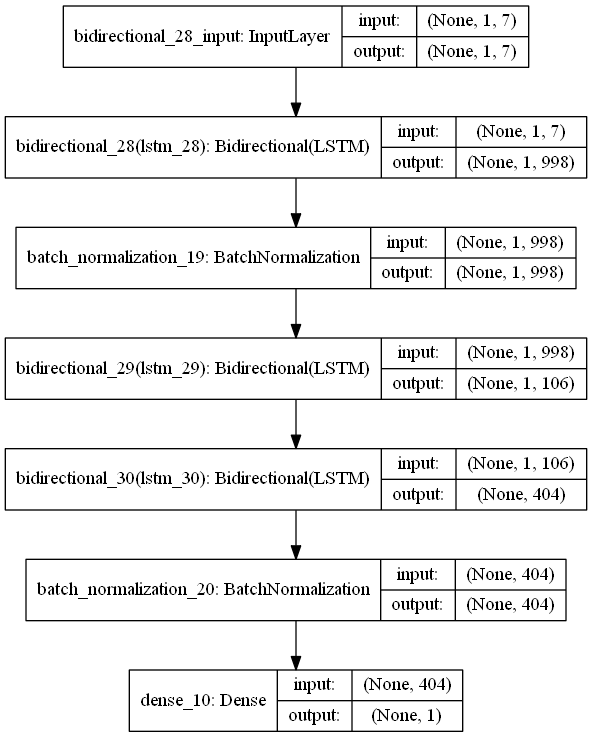 bidirectional_28_input: InputLayer
input: (None, 1, 7)
output: (None, 1, 7)
bidirectional_28(lstm_28): Bidirectional(LSTM)
input: (None, 1, 7)
output: (None, 1, 998)
batch_normalization_19: BatchNormalization
input: (None, 1, 998)
output: (None, 1, 998)
bidirectional_29(lstm_29): Bidirectional(LSTM)
input: (None, 1, 998)
output: (None, 1, 106)
bidirectional_30(lstm_30): Bidirectional(LSTM)
input: (None, 1, 106)
output: (None, 404)
batch_normalization_20: BatchNormalization
input: (None, 404)
output: (None, 404)
dense_10: Dense
input: (None, 404)
output: (None, 1)